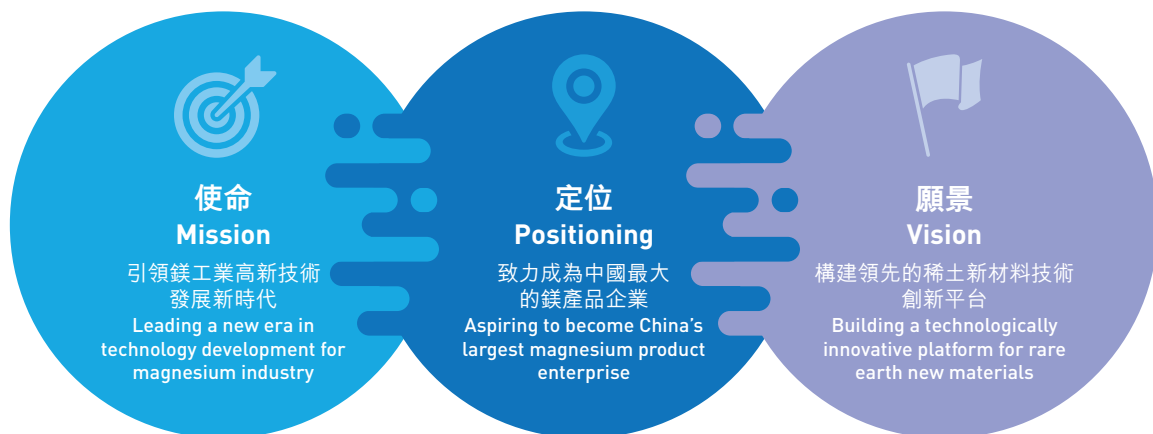 使命
Mission
引領鎂工業高新技術
發展新時代
Leading a new era in
technology development for
magnesium industry
定位
Positioning
致力成為中國最大
的鎂產品企業
Aspiring to become China's
largest magnesium product
enterprise
願景
Vision
構建領先的稀土新材料技術
創新平台
Building a technologically
innovative platform for rare
earth new materials